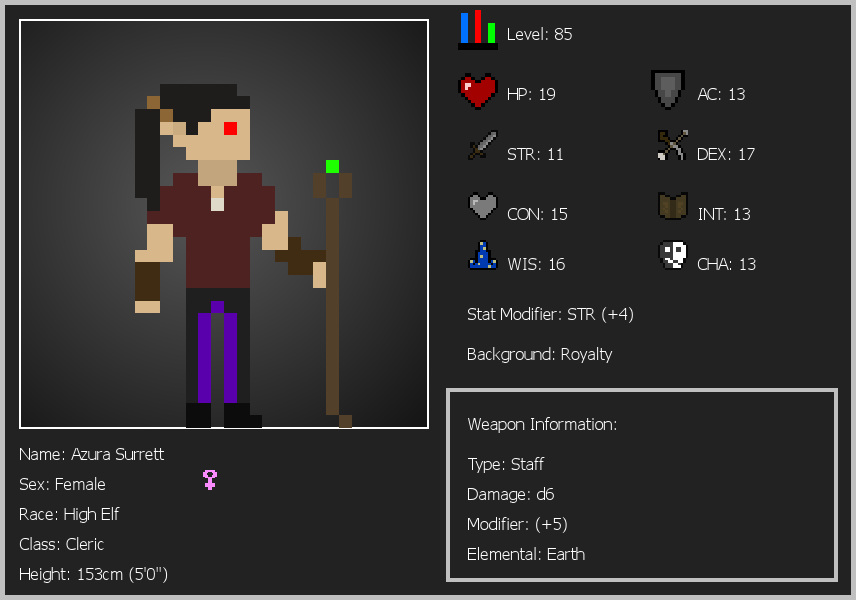 Level: 85
HP: 19
AC: 13
STR: 11
DEX: 17
CON: 15
INT: 13
WIS: 16
CHA: 13
Stat Modifier: STR (+4)
Background: Royalty
Weapon Information:
Type: Staff
Damage: d6
Modifier: (+5)
Elemental: Earth
Name: Azura Surrett
Sex: Female
Race: High Elf
Class: Cleric
Height: 153cm (5'0")